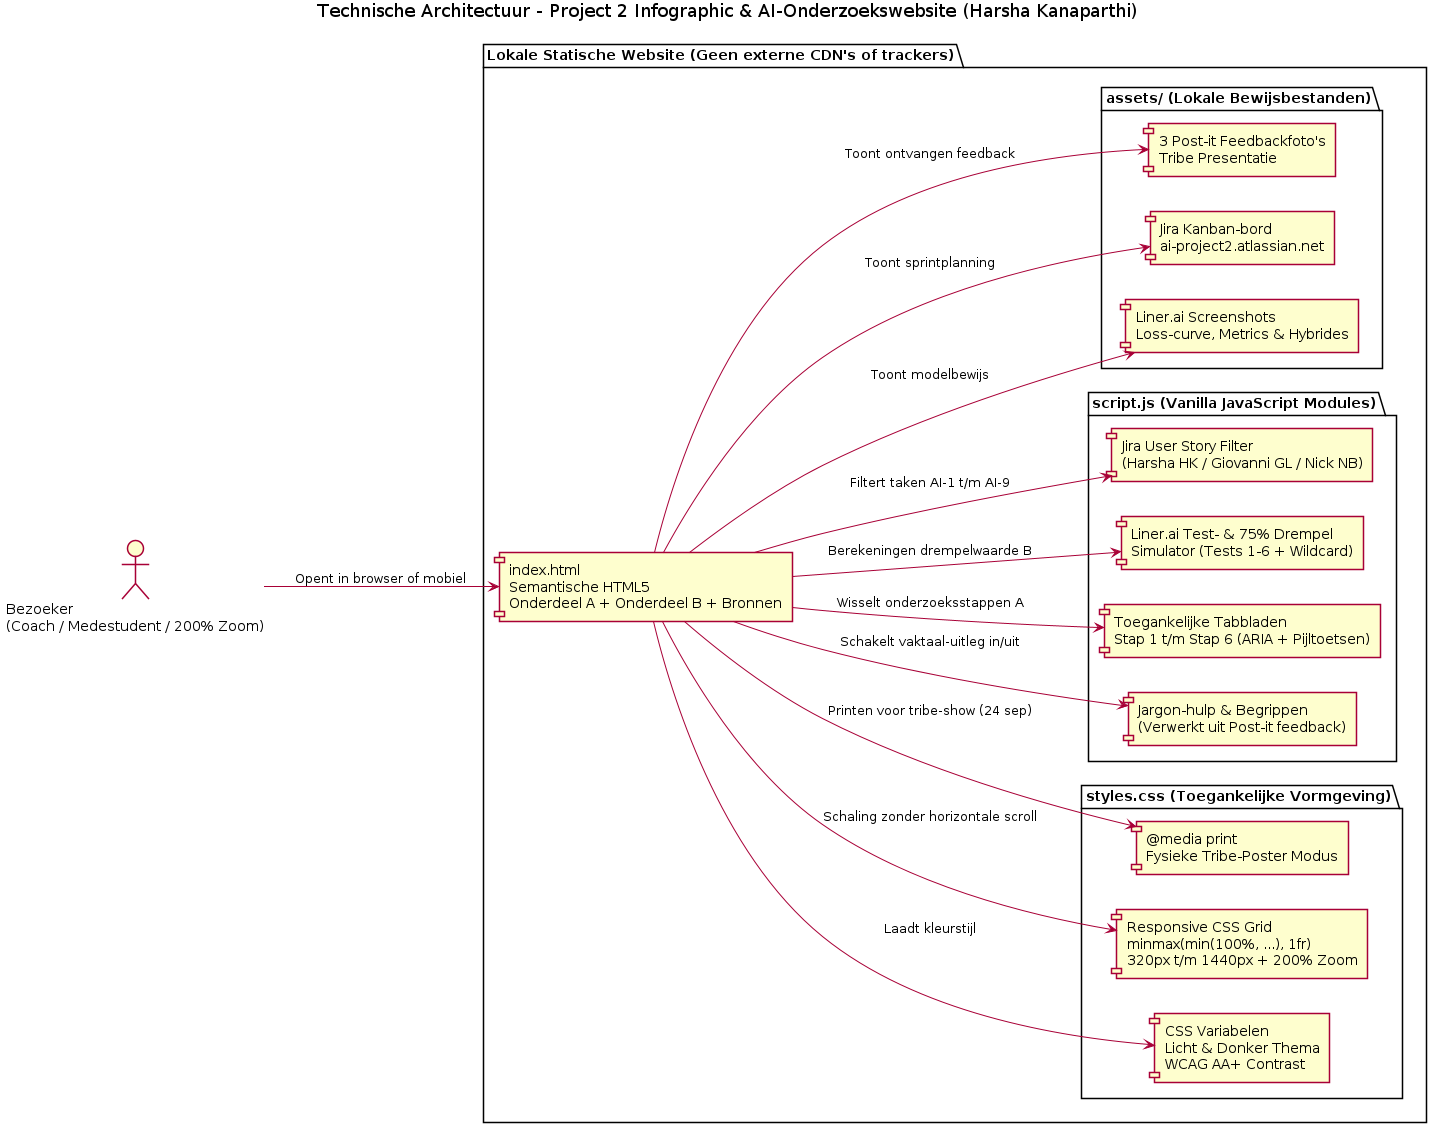 Technische Architectuur - Project 2 Infographic & AI-Onderzoekswebsite (Harsha Kanaparthi)
Lokale Statische Website (Geen externe CDN's of trackers)
assets/ (Lokale Bewijsbestanden)
3 Post-it Feedbackfoto's
Tribe Presentatie
Toont ontvangen feedback
Jira Kanban-bord
ai-project2.atlassian.net
Toont sprintplanning
Liner.ai Screenshots
Loss-curve, Metrics & Hybrides
Toont modelbewijs
script.js (Vanilla JavaScript Modules)
Jira User Story Filter
(Harsha HK / Giovanni GL / Nick NB)
Filtert taken AI-1 t/m AI-9
Liner.ai Test- & 75% Drempel
Simulator (Tests 1-6 + Wildcard)
Berekeningen drempelwaarde B
Bezoeker
(Coach / Medestudent / 200% Zoom)
Opent in browser of mobiel
index.html
Semantische HTML5
Onderdeel A + Onderdeel B + Bronnen
Wisselt onderzoeksstappen A
Toegankelijke Tabbladen
Stap 1 t/m Stap 6 (ARIA + Pijltoetsen)
Schakelt vaktaal-uitleg in/uit
Jargon-hulp & Begrippen
(Verwerkt uit Post-it feedback)
Printen voor tribe-show (24 sep)
styles.css (Toegankelijke Vormgeving)
@media print
Fysieke Tribe-Poster Modus
Schaling zonder horizontale scroll
Responsive CSS Grid
minmax(min(100%, ...), 1fr)
320px t/m 1440px + 200% Zoom
Laadt kleurstijl
CSS Variabelen
Licht & Donker Thema
WCAG AA+ Contrast